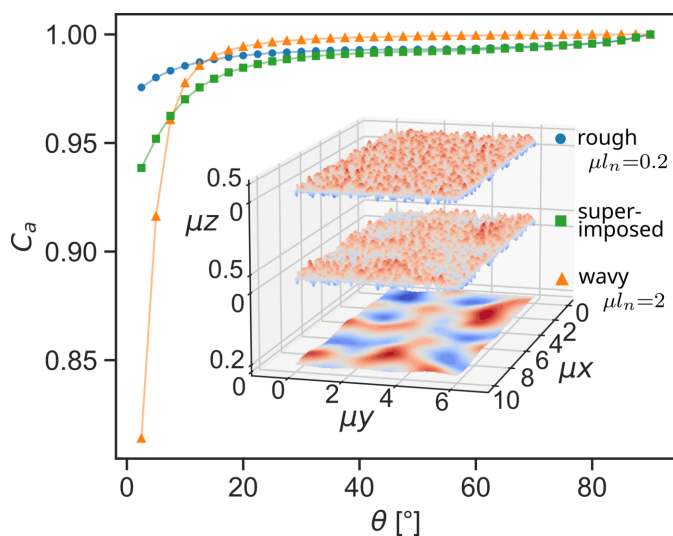 1.00
0.95
0.90
0.85
C_a
0
20
40
60
80
θ [°]
0.5
0
μz
0.5
0
0.2
0
0
2
4
6
μy
0
2
4
6
8
10
μx
rough
μl_n=0.2
super-
imposed
wavy
μl_n=2